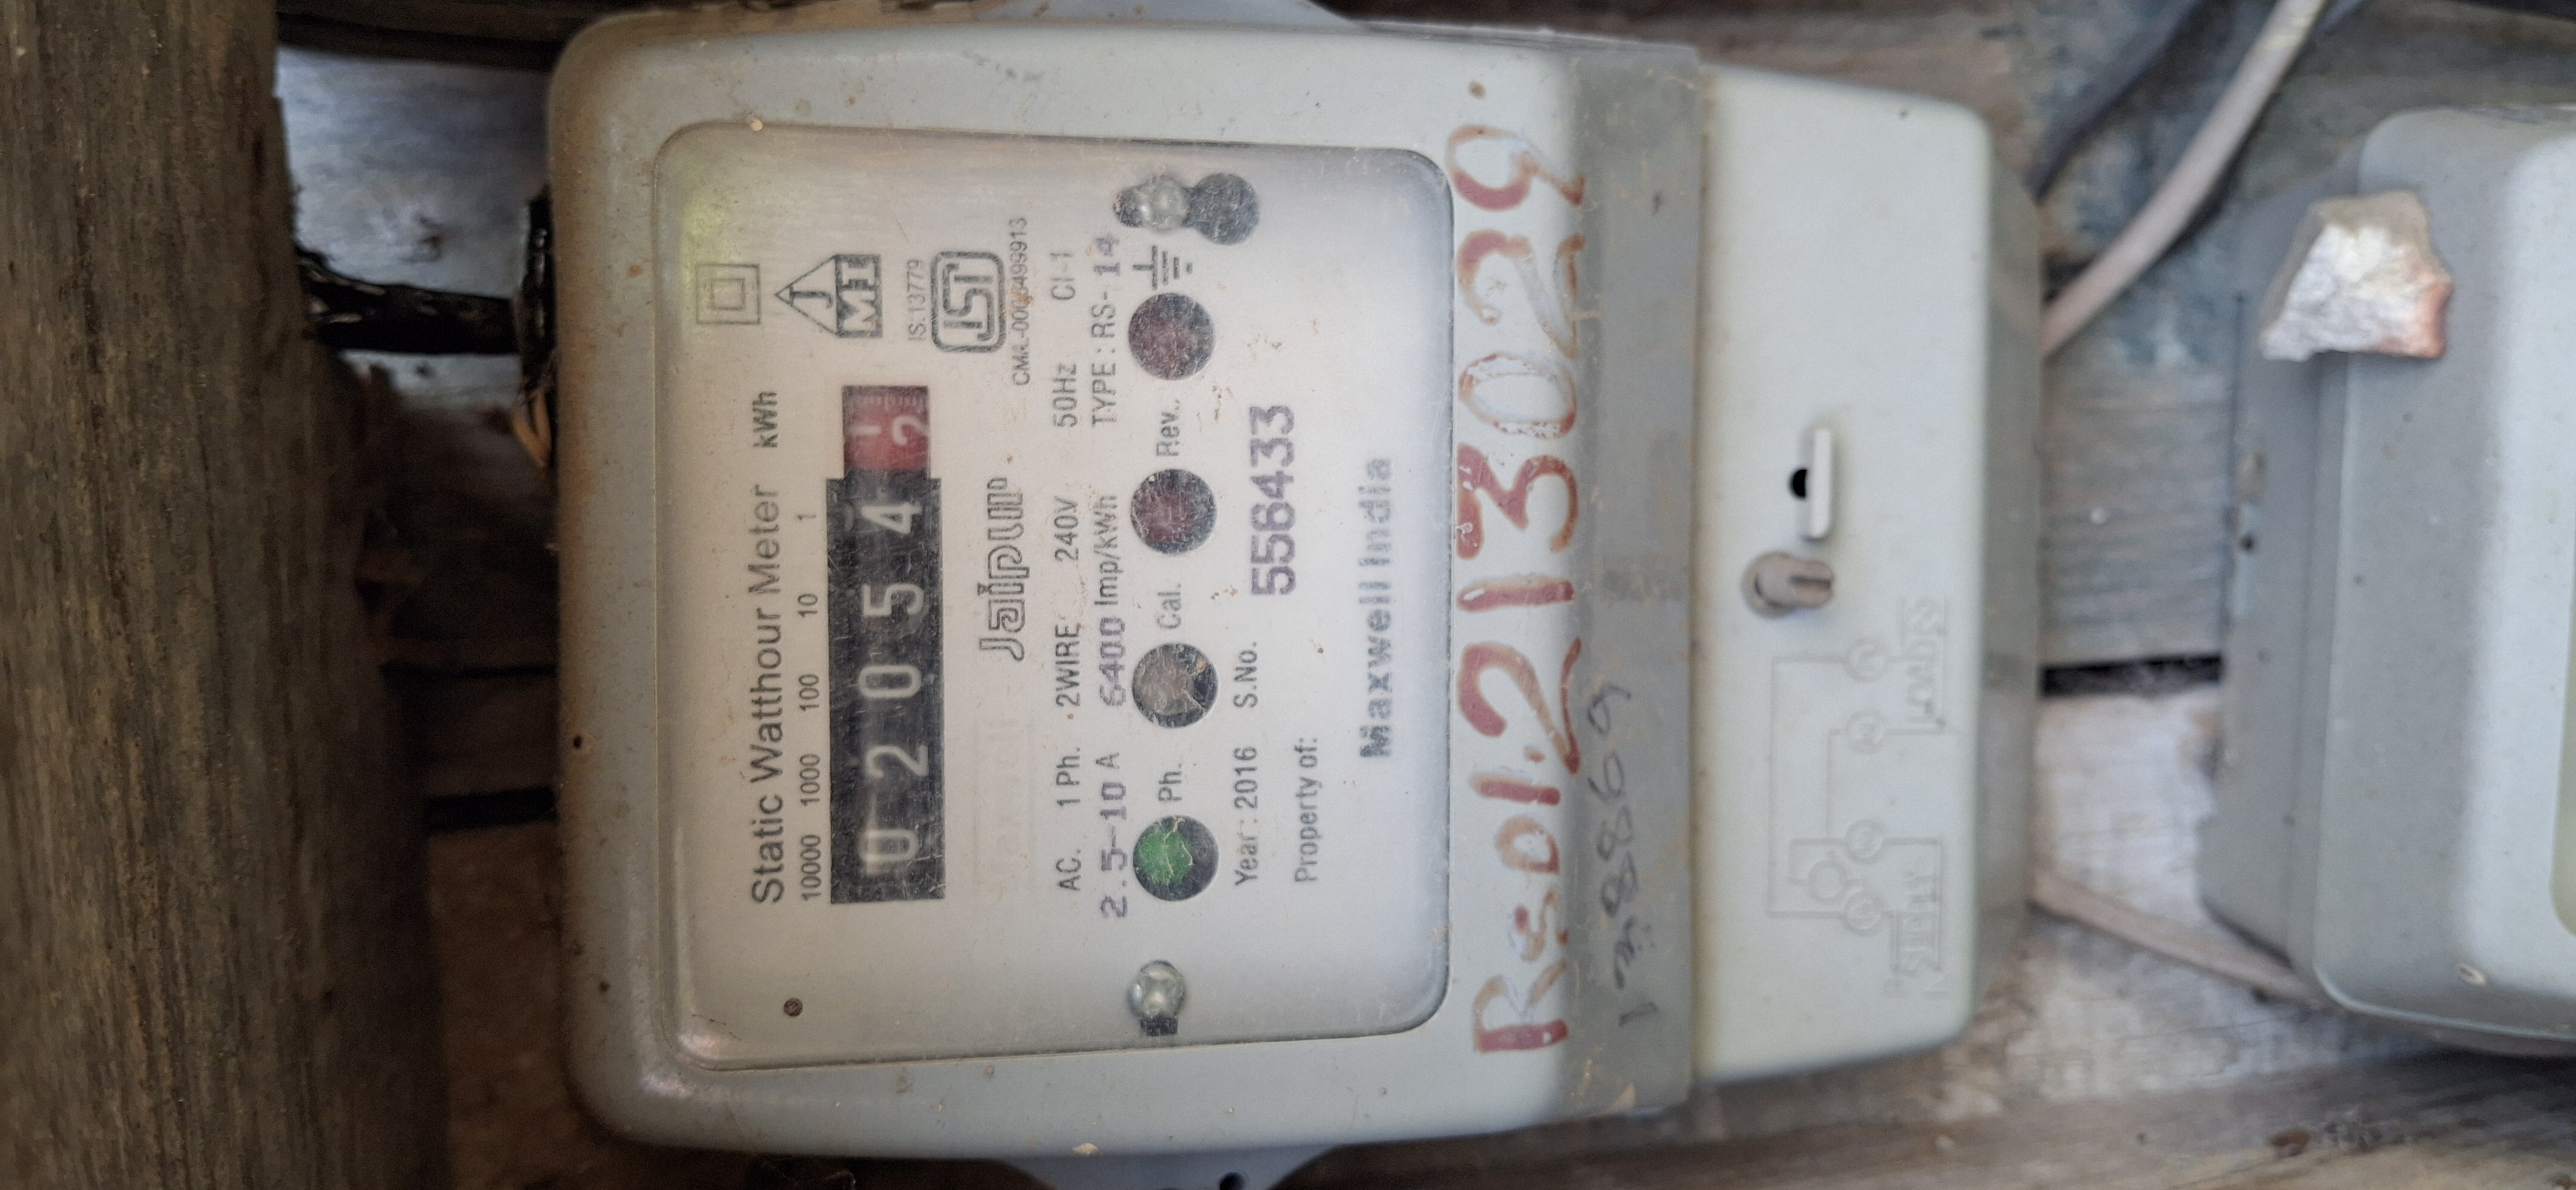 Static Watthour Meter kWh
10000 1000 100 10 1
0 2 0 5 4
J
MI
IS:13779
ISI
Jaipur
AC. 1 Ph. 2WIRE 240V 50Hz Cl-1
2.5-10 A 6400 Imp/kWh TYPE : RS- 14
Ph. Cal. Rev.
Year : 2016 S.No. 556433
Property of:
Maxwell India
SUPPLY LOADS